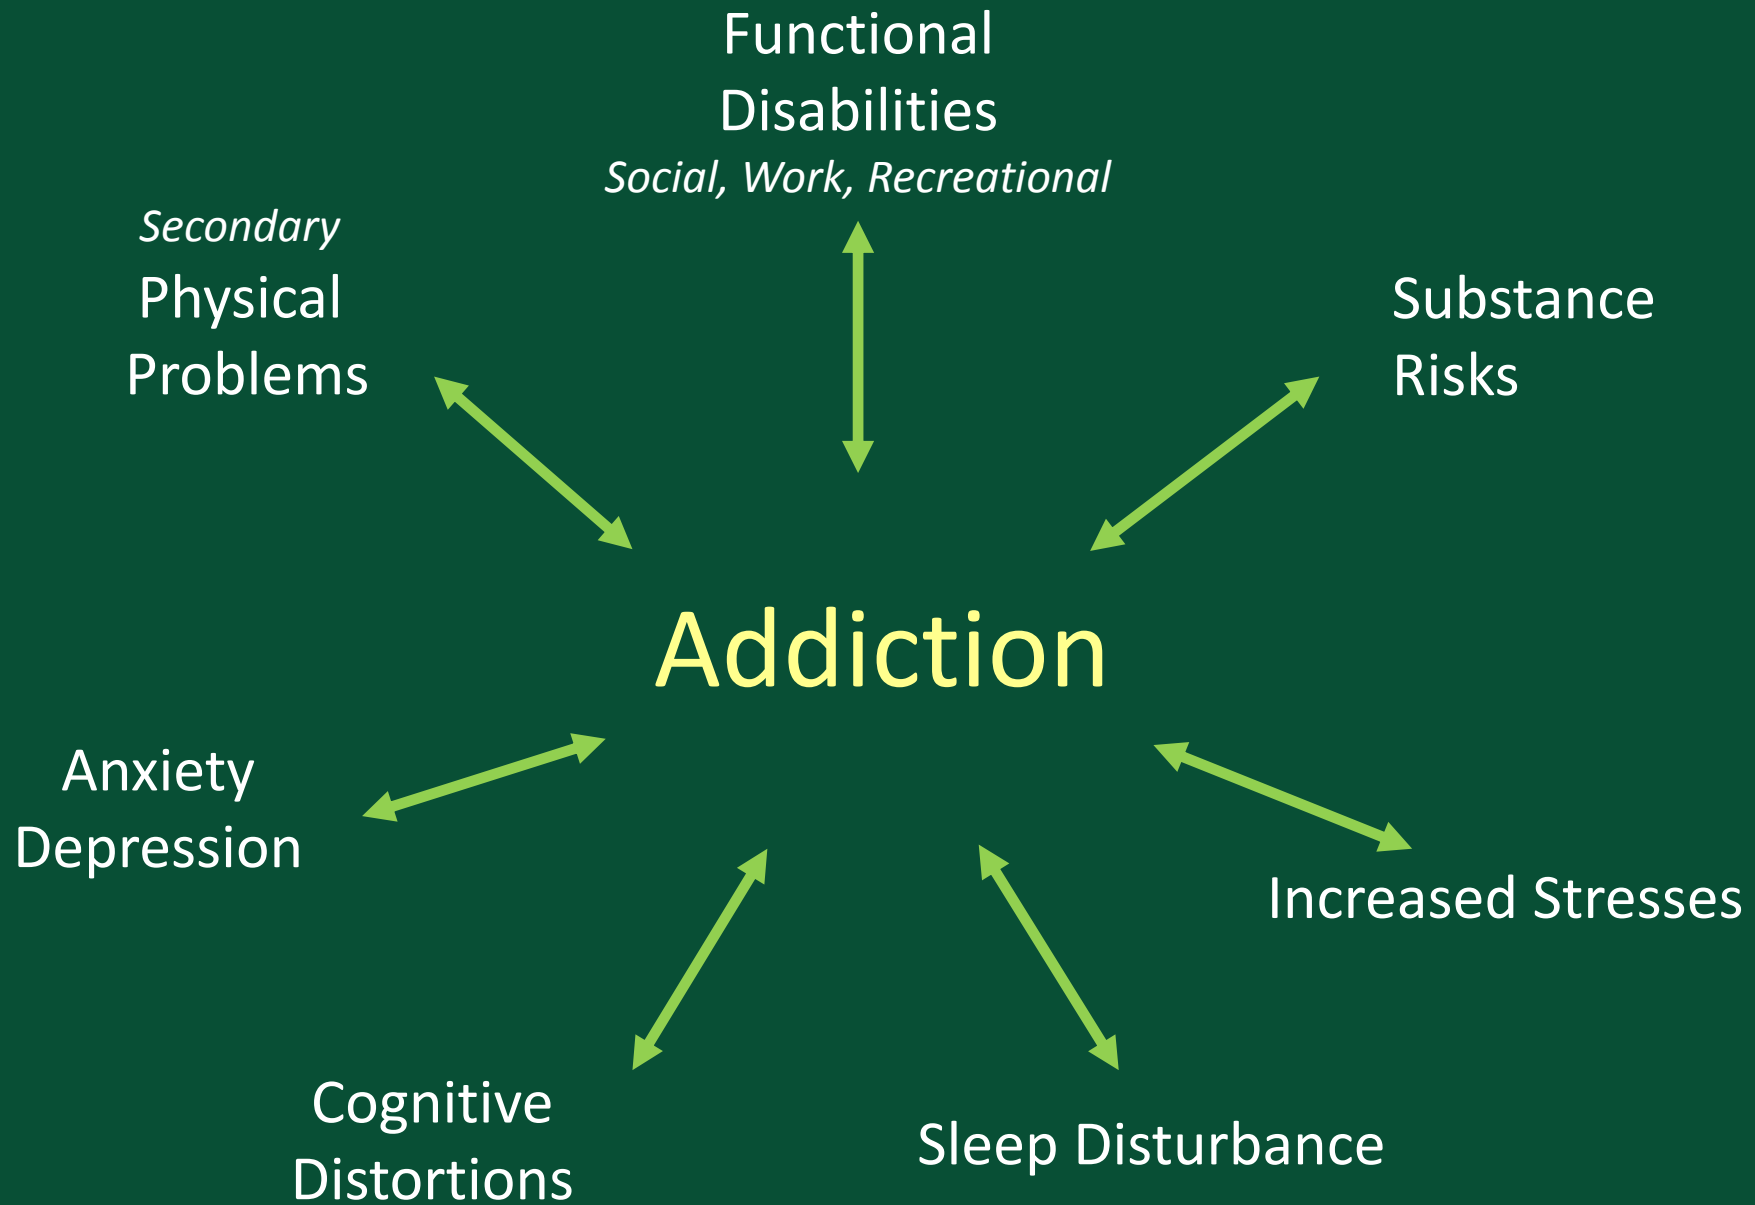 Functional
Disabilities
Social, Work, Recreational
Secondary
Physical
Problems
Substance
Risks
Addiction
Anxiety
Depression
Increased Stresses
Cognitive
Distortions
Sleep Disturbance